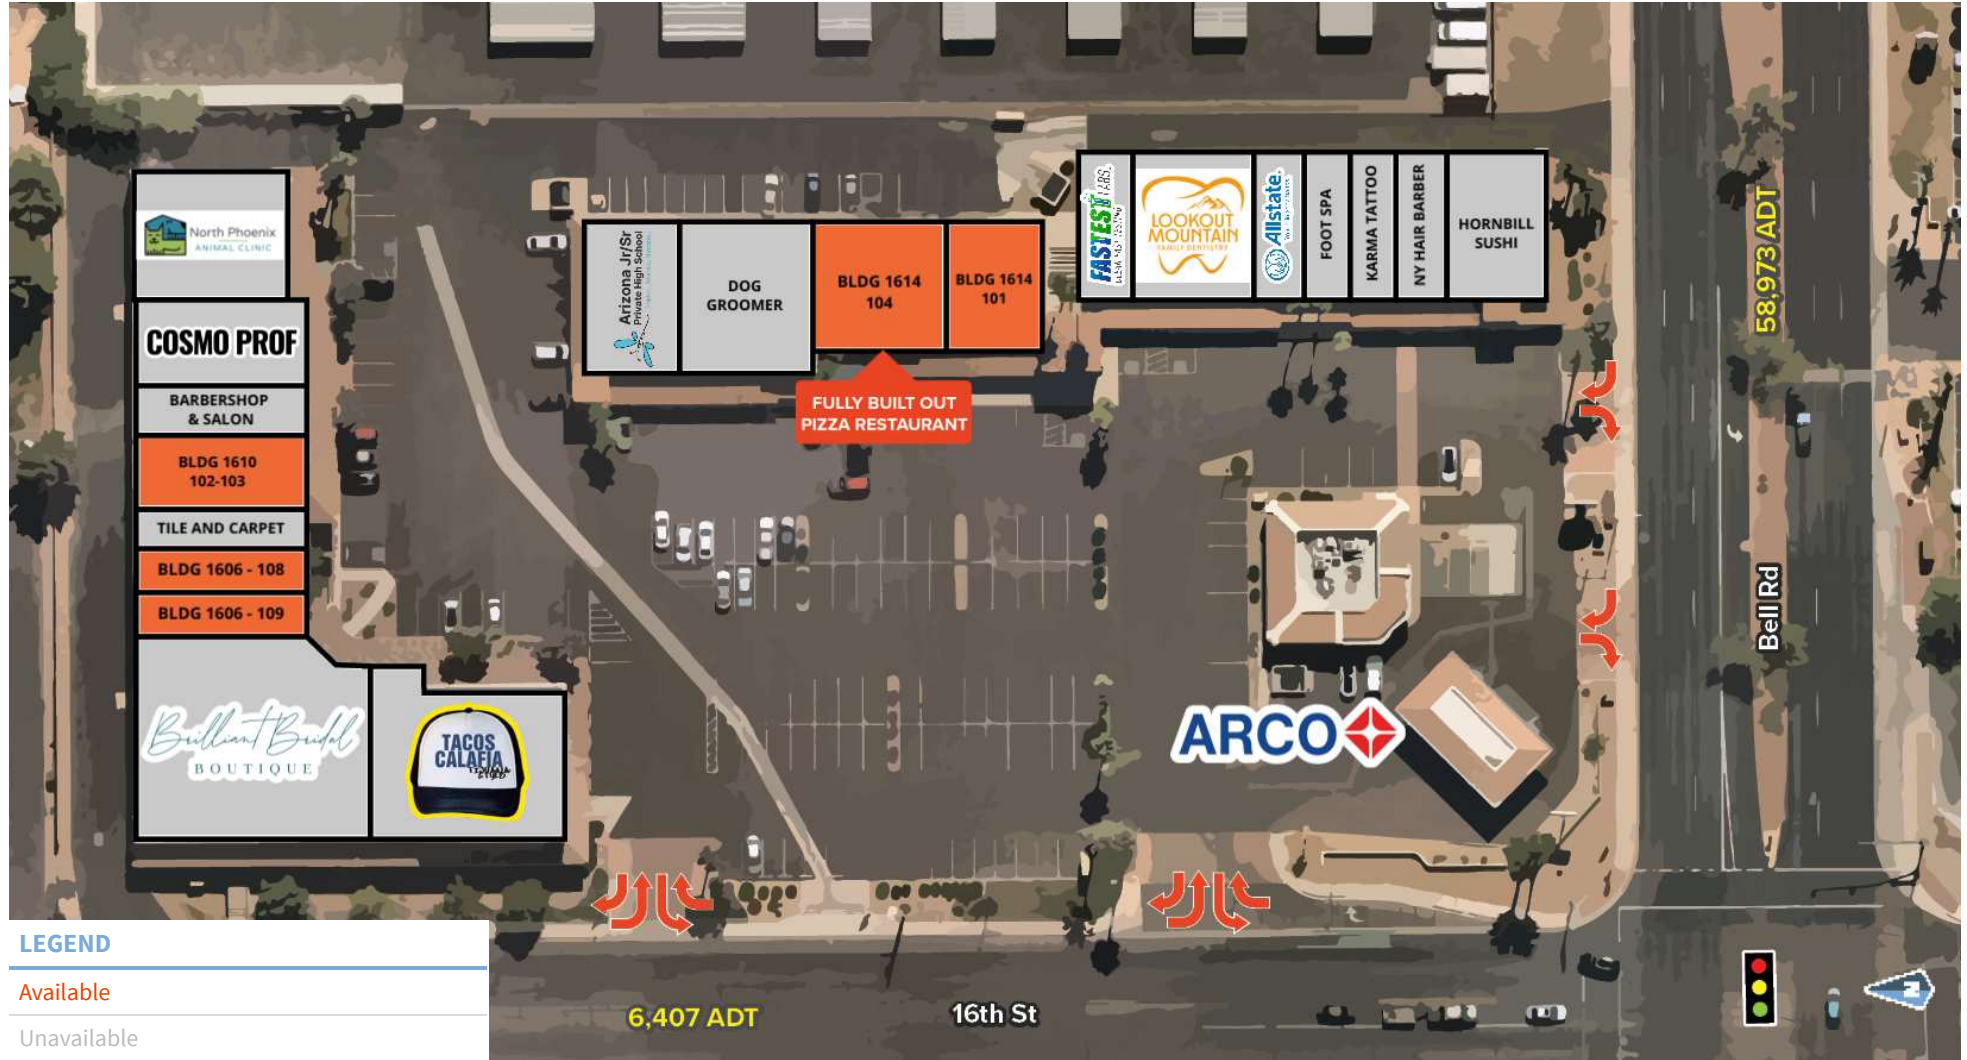 North Phoenix
ANIMAL CLINIC
COSMO PROF
BARBERSHOP
& SALON
BLDG 1610
102-103
TILE AND CARPET
BLDG 1606 - 108
BLDG 1606 - 109
Brilliant Bridal
BOUTIQUE
TACOS
CALAFIA
Arizona Jr/Sr
Private High School
DOG
GROOMER
BLDG 1614
104
BLDG 1614
101
FULLY BUILT OUT
PIZZA RESTAURANT
FASTEST LABS.
LOOKOUT
MOUNTAIN
FAMILY DENTISTRY
Allstate.
FOOT SPA
KARMA TATTOO
NY HAIR BARBER
HORNBILL
SUSHI
58,973 ADT
Bell Rd
ARCO
6,407 ADT
16th St
N
LEGEND
Available
Unavailable